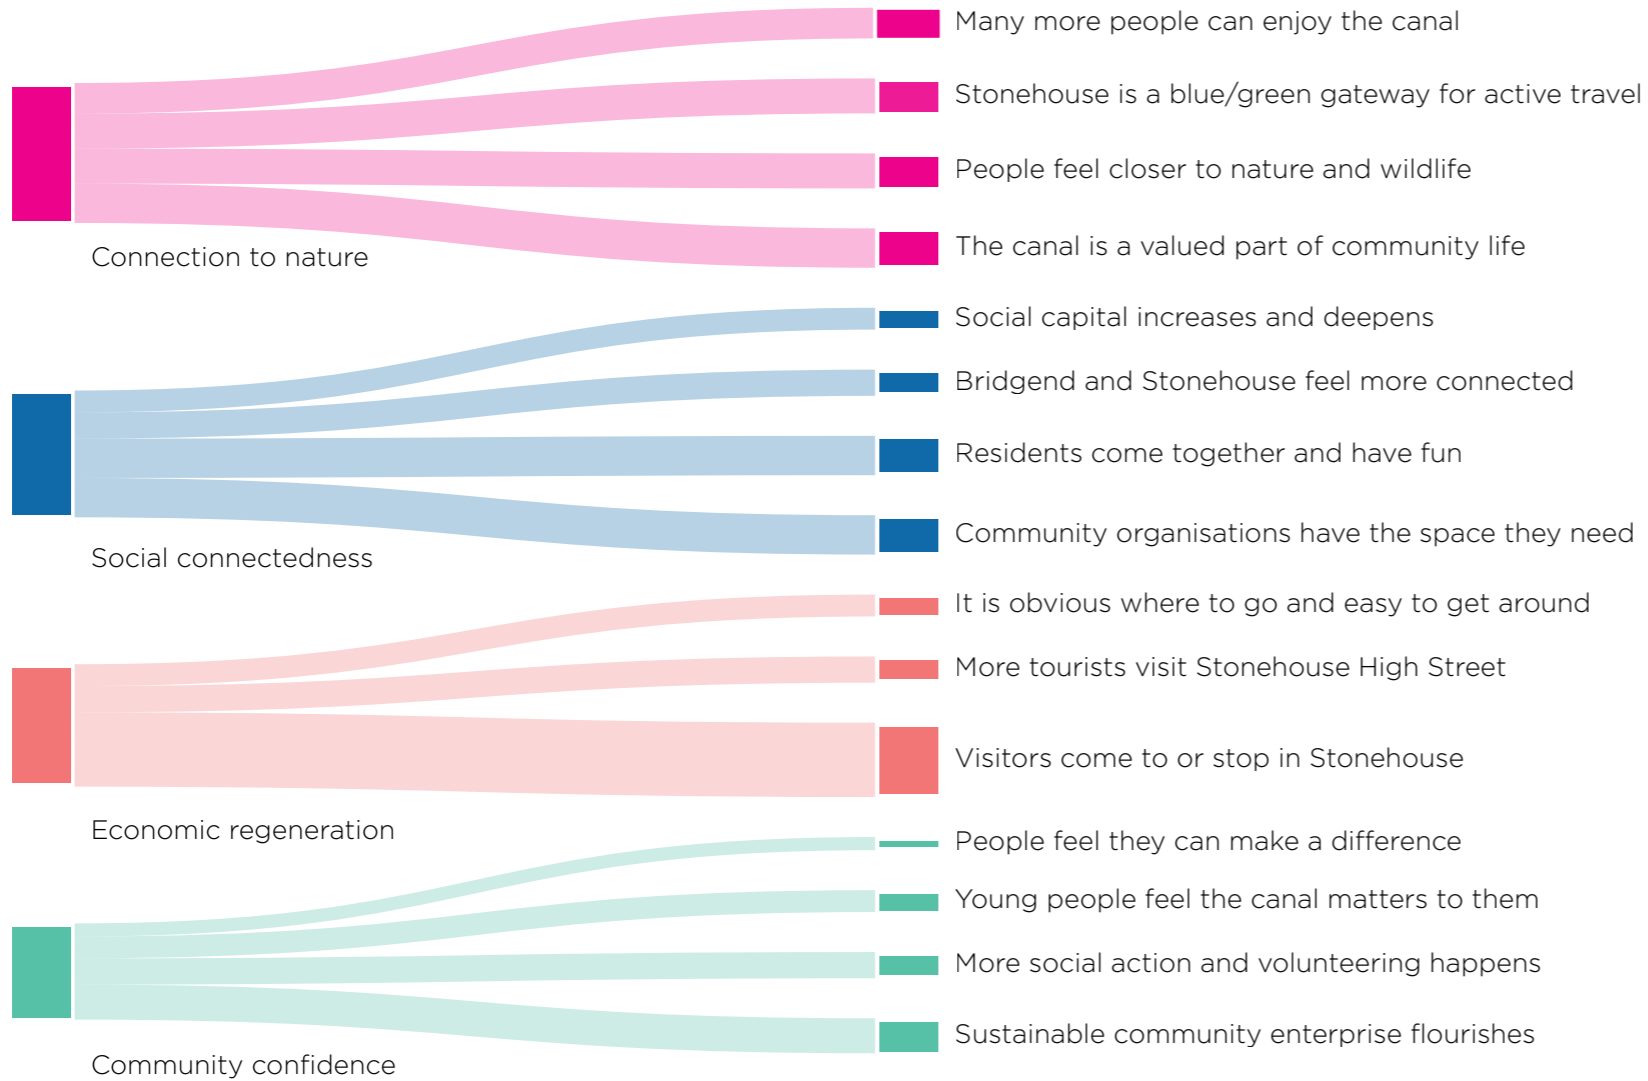 Many more people can enjoy the canal
Stonehouse is a blue/green gateway for active travel
People feel closer to nature and wildlife
The canal is a valued part of community life
Connection to nature
Social capital increases and deepens
Bridgend and Stonehouse feel more connected
Residents come together and have fun
Community organisations have the space they need
Social connectedness
It is obvious where to go and easy to get around
More tourists visit Stonehouse High Street
Visitors come to or stop in Stonehouse
Economic regeneration
People feel they can make a difference
Young people feel the canal matters to them
More social action and volunteering happens
Sustainable community enterprise flourishes
Community confidence